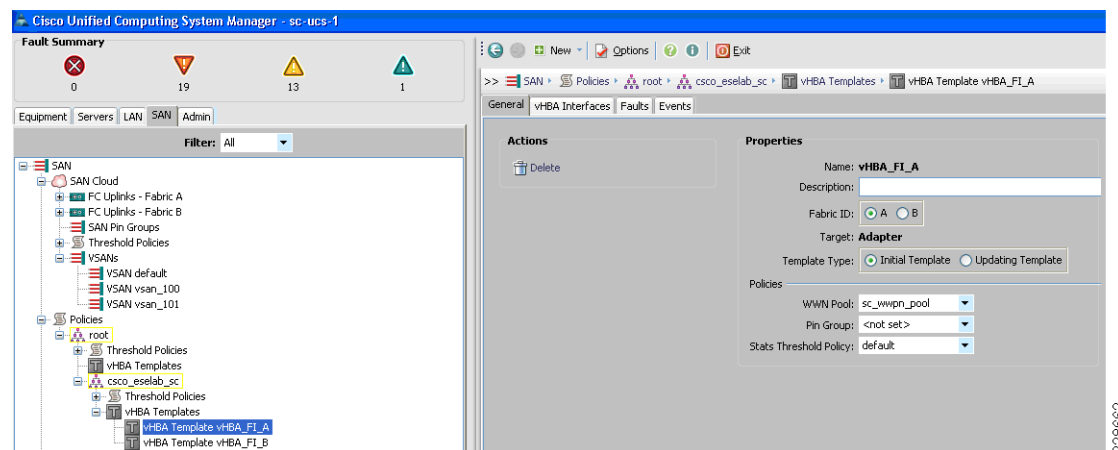 Cisco Unified Computing System Manager - sc-ucs-1
Fault Summary
0 19 13 1
Equipment Servers LAN SAN Admin
Filter: All
SAN
SAN Cloud
FC Uplinks - Fabric A
FC Uplinks - Fabric B
SAN Pin Groups
Threshold Policies
VSANs
VSAN default
VSAN vsan_100
VSAN vsan_101
Policies
root
Threshold Policies
vHBA Templates
csco_eselab_sc
Threshold Policies
vHBA Templates
vHBA Template vHBA_FI_A
vHBA Template vHBA_FI_B
New Options Exit
>> SAN Policies root csco_eselab_sc vHBA Templates vHBA Template vHBA_FI_A
General vHBA Interfaces Faults Events
Actions
Delete
Properties
Name: vHBA_FI_A
Description:
Fabric ID: A B
Target: Adapter
Template Type: Initial Template Updating Template
Policies
WWN Pool: sc_wwpn_pool
Pin Group: <not set>
Stats Threshold Policy: default